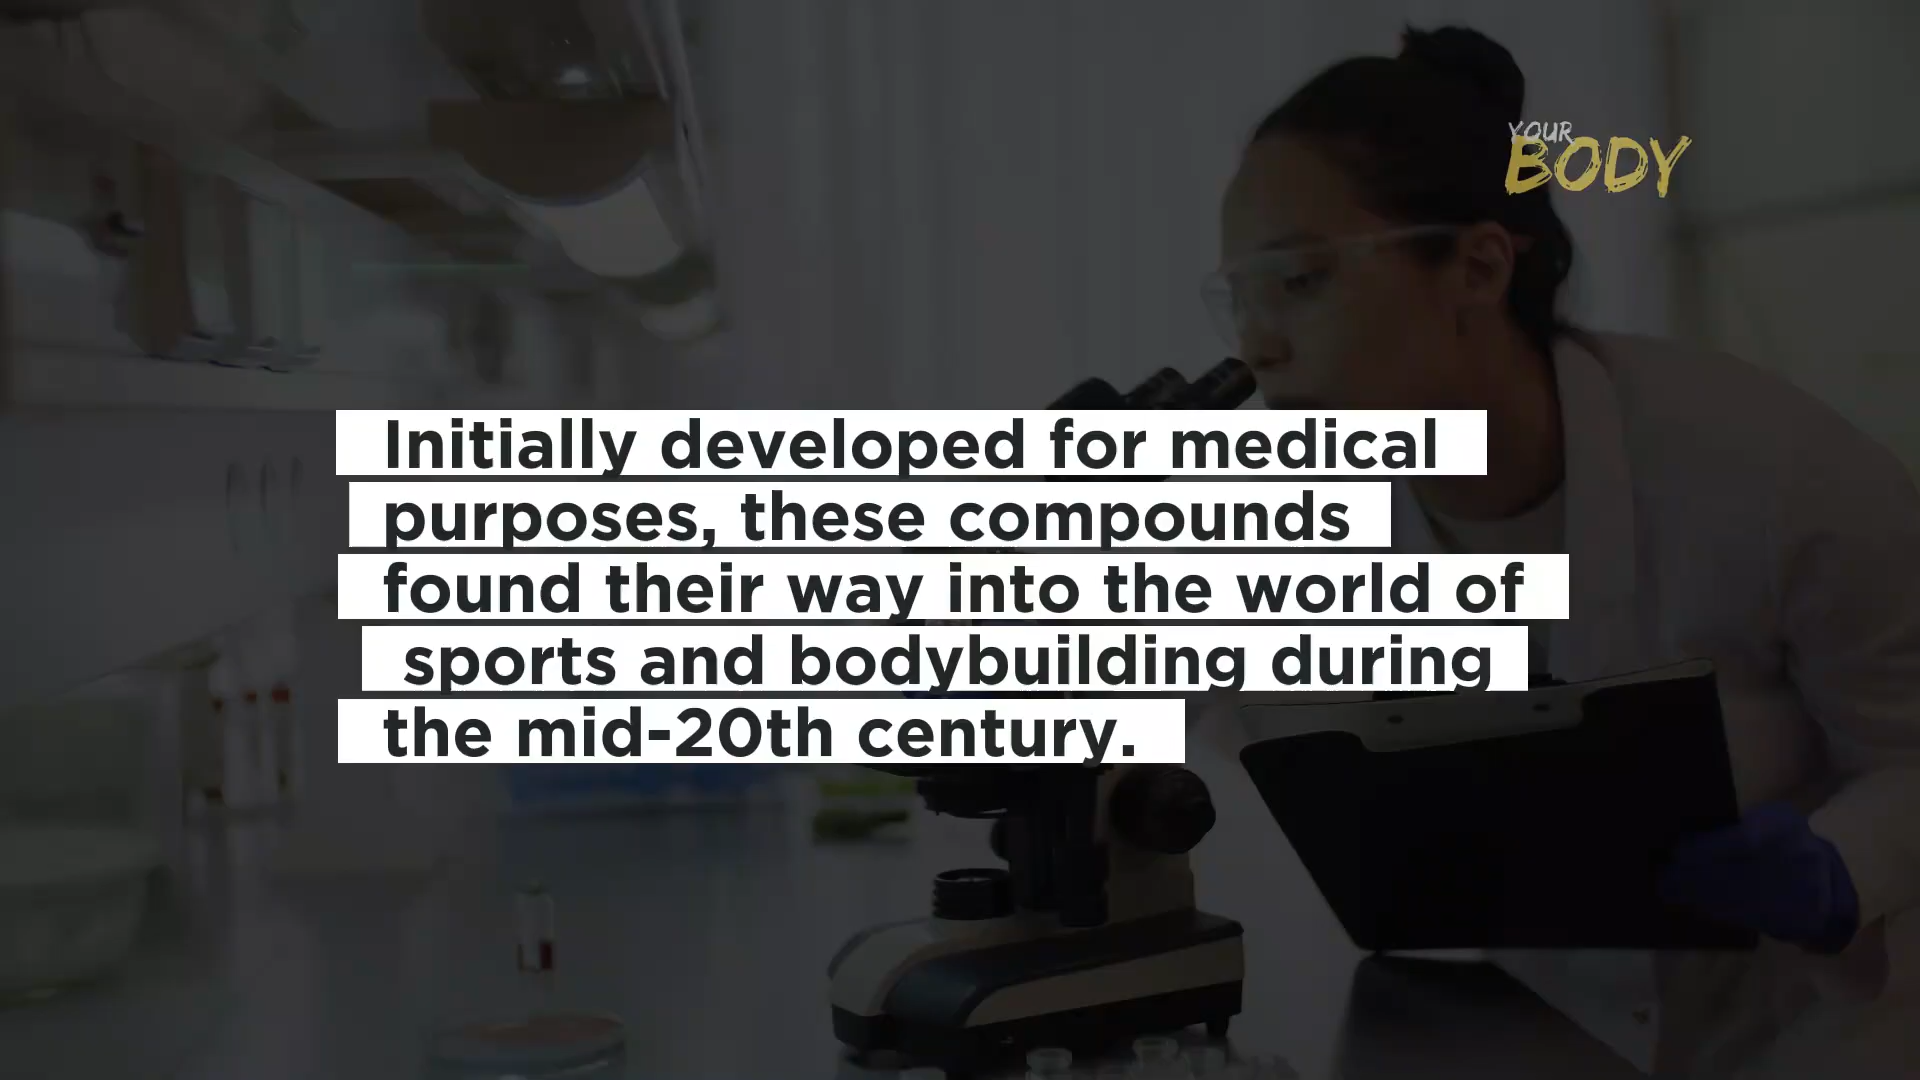 YOUR
BODY
Initially developed for medical
purposes, these compounds
found their way into the world of
sports and bodybuilding during
the mid-20th century.